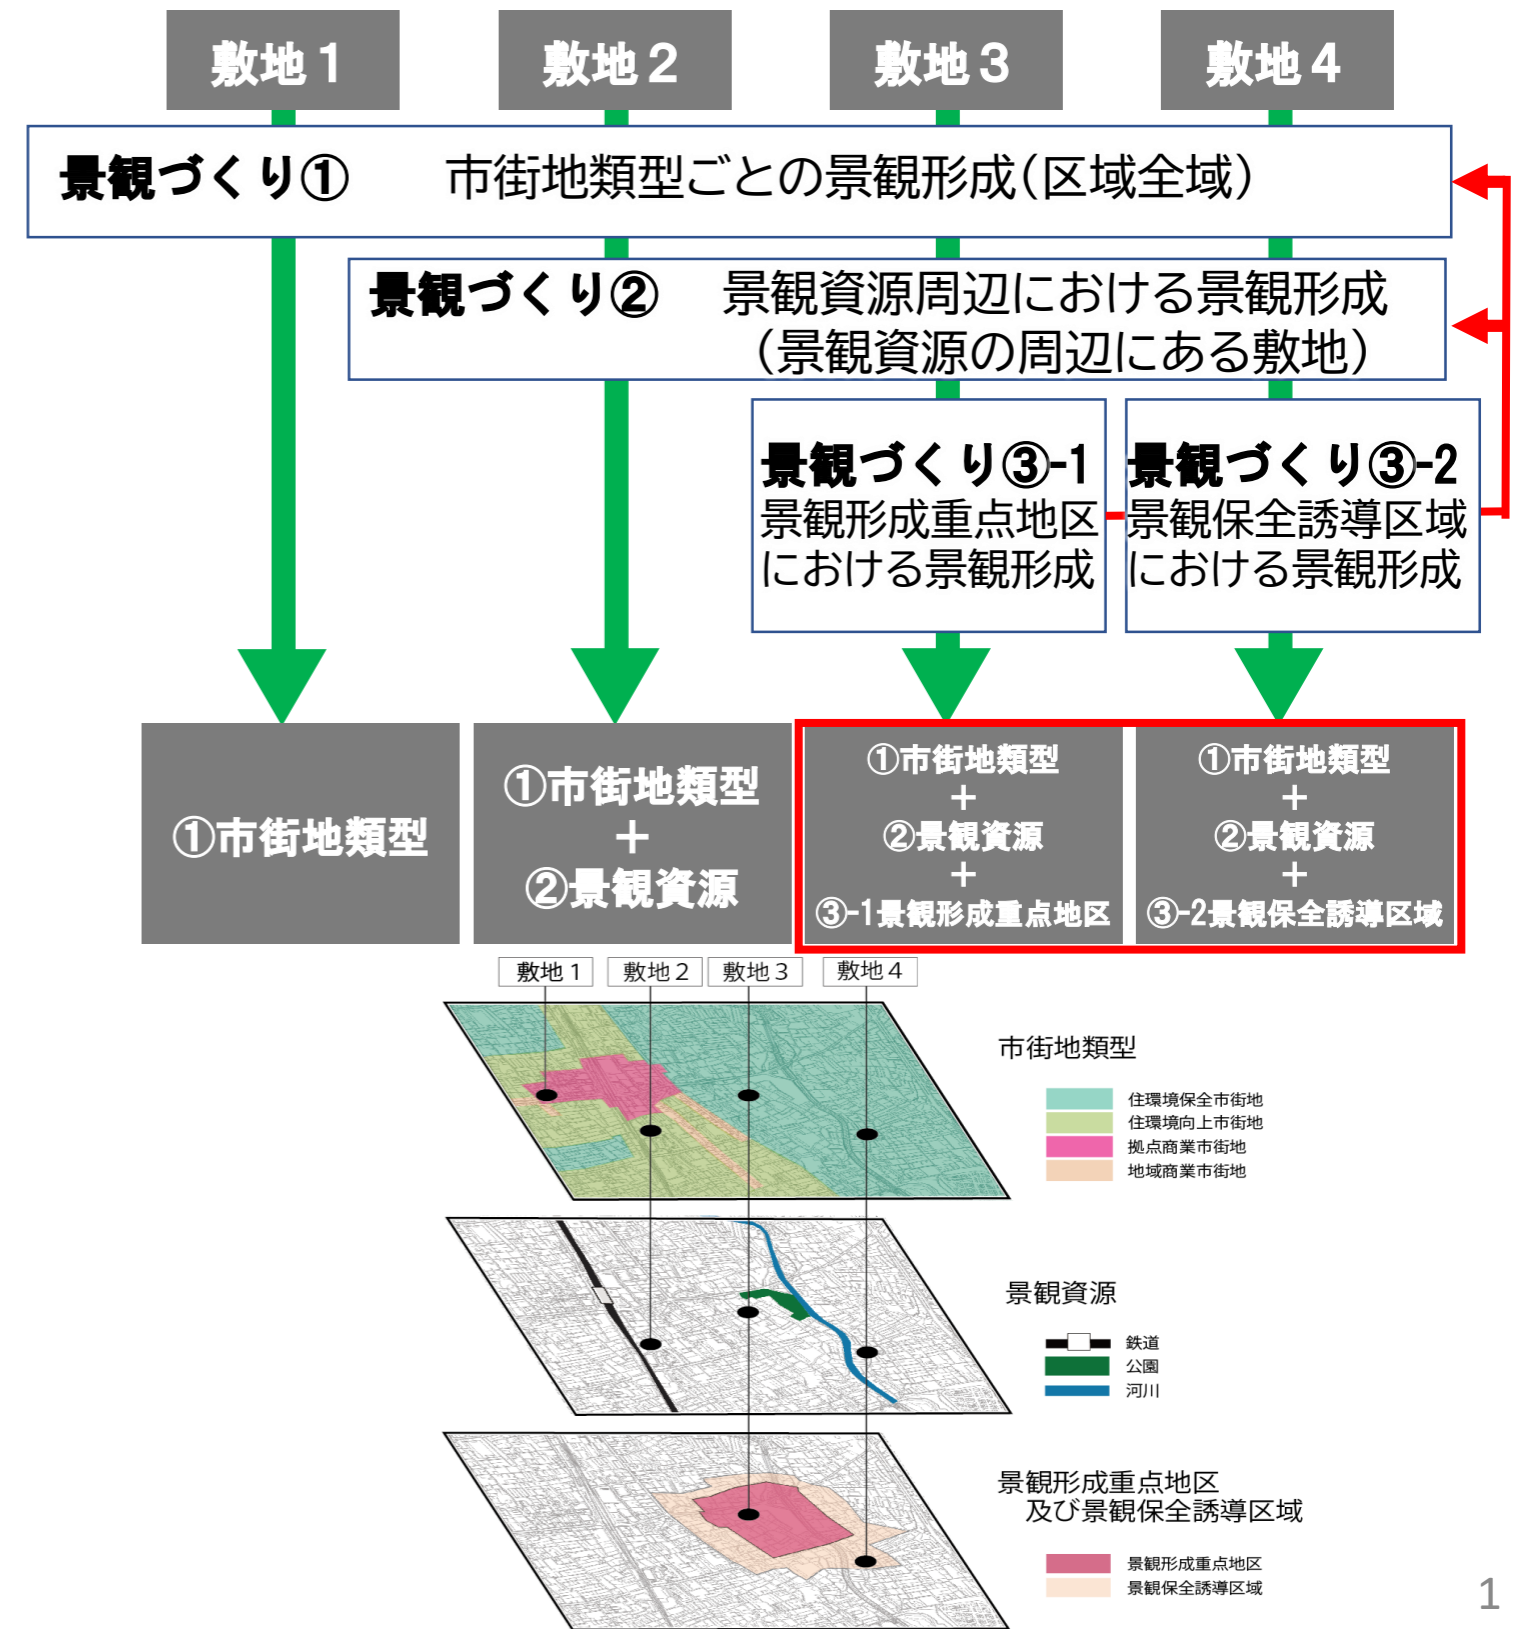 敷地1
敷地2
敷地3
敷地4
景観づくり① 市街地類型ごとの景観形成(区域全域)
景観づくり② 景観資源周辺における景観形成
(景観資源の周辺にある敷地)
景観づくり③-1
景観形成重点地区
における景観形成
景観づくり③-2
景観保全誘導区域
における景観形成
①市街地類型
①市街地類型
+
②景観資源
①市街地類型
+
②景観資源
+
③-1景観形成重点地区
①市街地類型
+
②景観資源
+
③-2景観保全誘導区域
敷地1
敷地2
敷地3
敷地4
市街地類型
住環境保全市街地
住環境向上市街地
拠点商業市街地
地域商業市街地
景観資源
鉄道
公園
河川
景観形成重点地区
及び景観保全誘導区域
景観形成重点地区
景観保全誘導区域
1